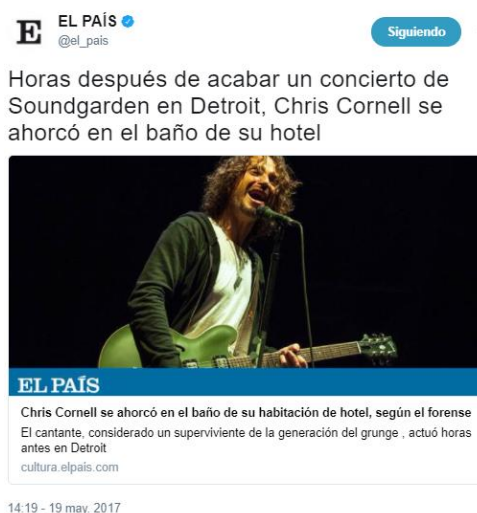 EL PAÍS
@el_pais
Siguiendo
Horas después de acabar un concierto de
Soundgarden en Detroit, Chris Cornell se
ahorcó en el baño de su hotel
EL PAÍS
Chris Cornell se ahorcó en el baño de su habitación de hotel, según el forense
El cantante, considerado un superviviente de la generación del grunge , actuó horas
antes en Detroit
cultura.elpais.com
14:19 - 19 may. 2017